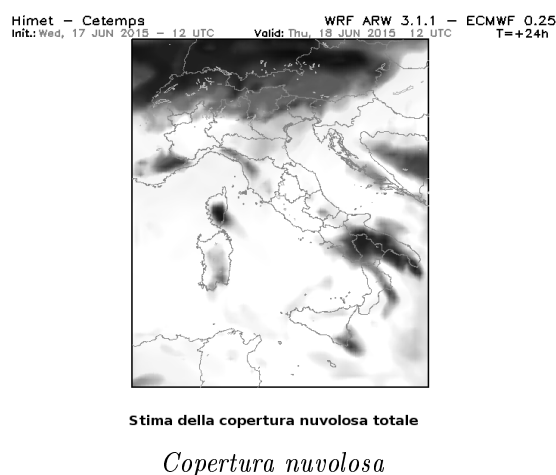 Himet − Cetemps WRF ARW 3.1.1 − ECMWF 0.25
Init.: Wed, 17 JUN 2015 − 12 UTC Valid: Thu, 18 JUN 2015 12 UTC T=+24h
Stima della copertura nuvolosa totale
Copertura nuvolosa